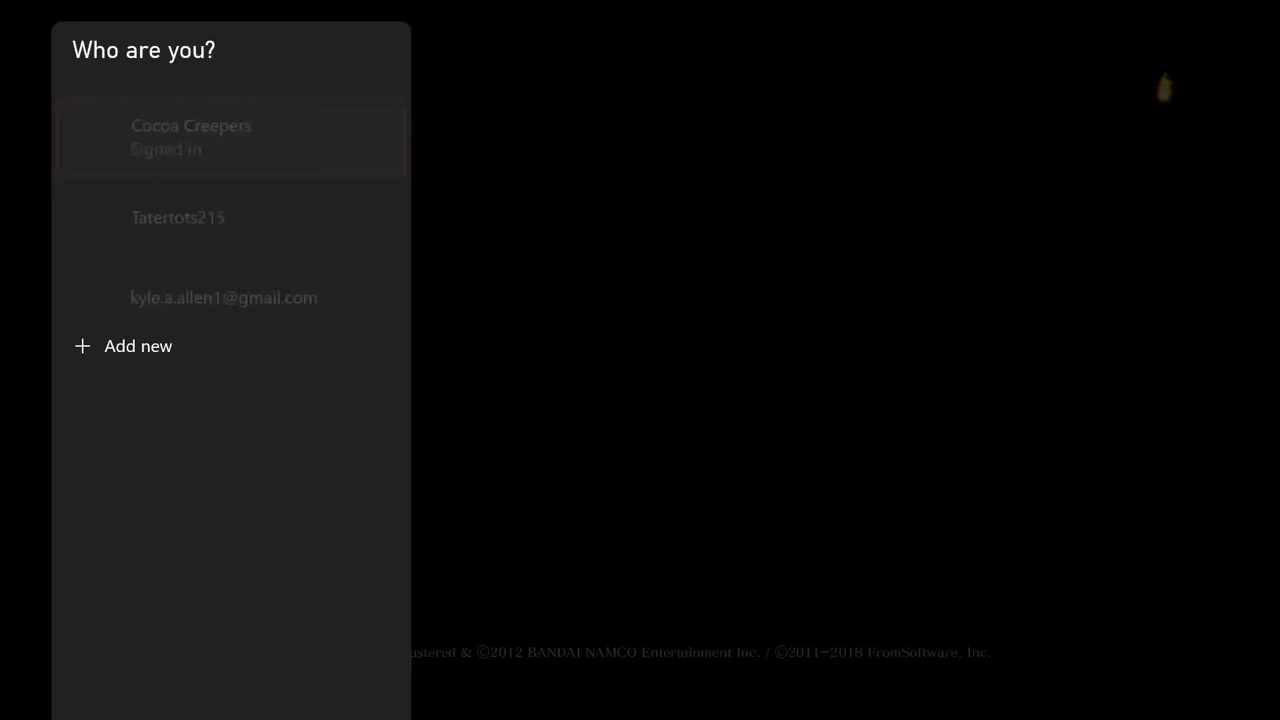 Who are you?
Cocoa Creepers
Signed in
Tatertots215
kyle.a.allen1@gmail.com
+ Add new
astered & ©2012 BANDAI NAMCO Entertainment Inc. / ©2011-2018 FromSoftware, Inc.